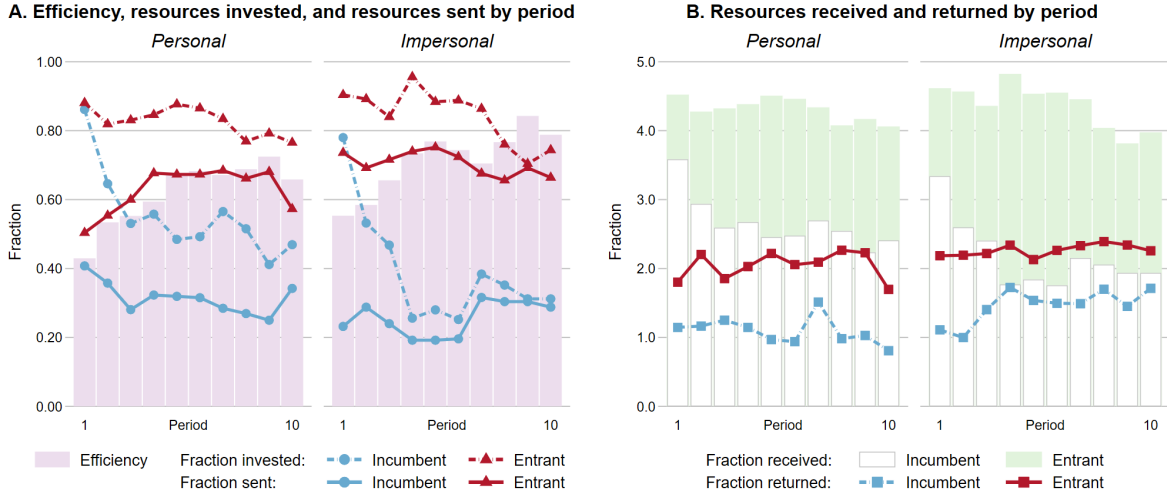 A. Efficiency, resources invested, and resources sent by period
Personal
Impersonal
Fraction
1.00
0.80
0.60
0.40
0.20
0.00
1
Period
10
1
Period
10
Efficiency
Fraction invested:
Incumbent
Entrant
Fraction sent:
Incumbent
Entrant
B. Resources received and returned by period
Personal
Impersonal
Fraction
5.0
4.0
3.0
2.0
1.0
0.0
1
Period
10
1
Period
10
Fraction received:
Incumbent
Entrant
Fraction returned:
Incumbent
Entrant